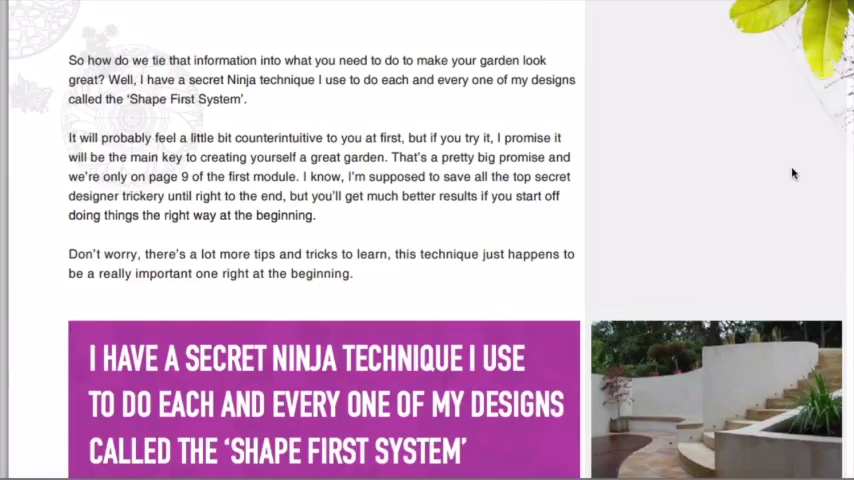 So how do we tie that information into what you need to do to make your garden look
great? Well, I have a secret Ninja technique I use to do each and every one of my designs
called the ‘Shape First System’.
It will probably feel a little bit counterintuitive to you at first, but if you try it, I promise it
will be the main key to creating yourself a great garden. That’s a pretty big promise and
we’re only on page 9 of the first module. I know, I’m supposed to save all the top secret
designer trickery until right to the end, but you’ll get much better results if you start off
doing things the right way at the beginning.
Don’t worry, there’s a lot more tips and tricks to learn, this technique just happens to
be a really important one right at the beginning.
I HAVE A SECRET NINJA TECHNIQUE I USE
TO DO EACH AND EVERY ONE OF MY DESIGNS
CALLED THE ‘SHAPE FIRST SYSTEM’